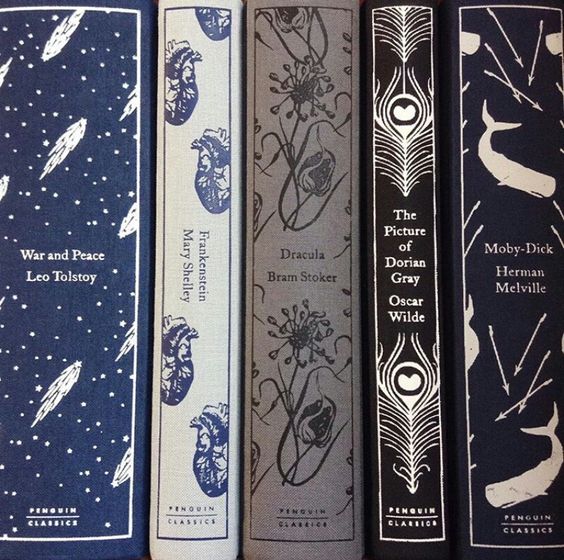 War and Peace
Leo Tolstoy
PENGUIN
CLASSICS
Frankenstein
Mary Shelley
PENGUIN
CLASSICS
Dracula
Bram Stoker
PENGUIN
CLASSICS
The
Picture
of
Dorian
Gray
Oscar
Wilde
PENGUIN
CLASSICS
Moby-Dick
Herman
Melville
PENGUIN
CLASSICS